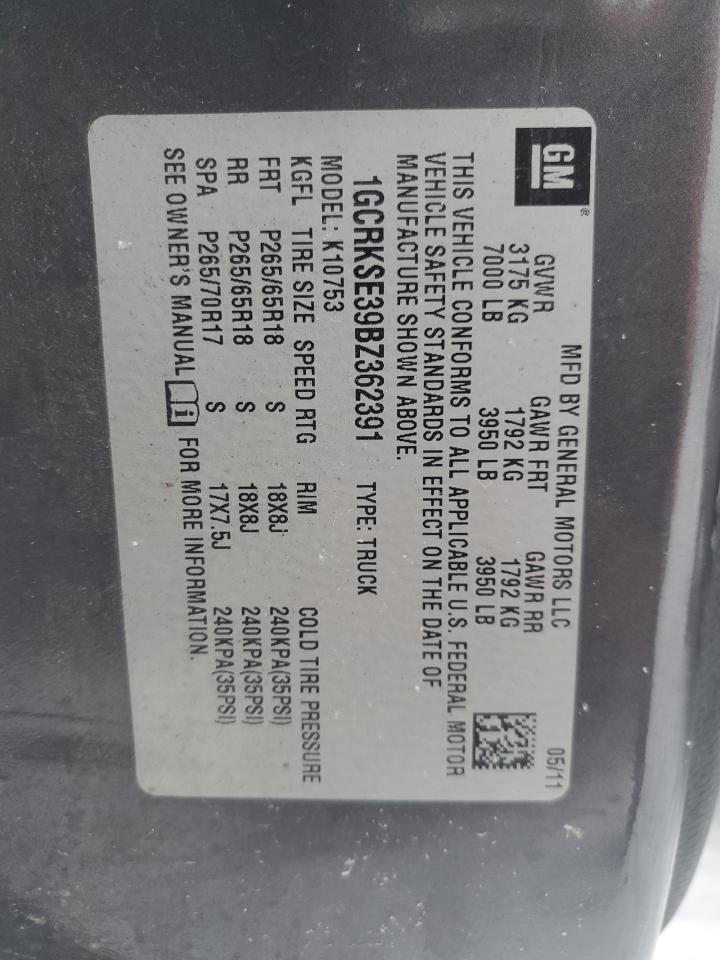 GM®
MFD BY GENERAL MOTORS LLC 05/11
GVWR GAWR FRT GAWR RR
3175 KG 1792 KG 1792 KG
7000 LB 3950 LB 3950 LB
THIS VEHICLE CONFORMS TO ALL APPLICABLE U.S. FEDERAL MOTOR
VEHICLE SAFETY STANDARDS IN EFFECT ON THE DATE OF
MANUFACTURE SHOWN ABOVE.
1GCRKSE39BZ362391 TYPE: TRUCK
MODEL: K10753
KGFL TIRE SIZE SPEED RTG RIM COLD TIRE PRESSURE
FRT P265/65R18 S 18X8J 240KPA(35PSI)
RR P265/65R18 S 18X8J 240KPA(35PSI)
SPA P265/70R17 S 17X7.5J 240KPA(35PSI)
SEE OWNER'S MANUAL i FOR MORE INFORMATION.